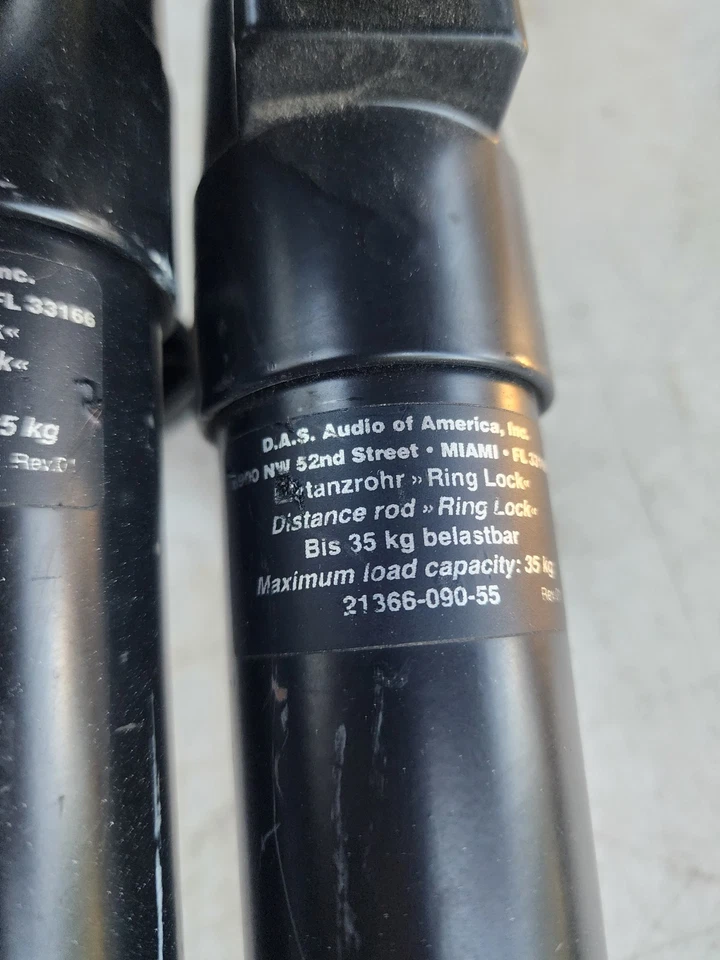 nc.
FL 33166
k«
k«
5 kg
Rev.01
D.A.S. Audio of America, Inc.
NW 52nd Street • MIAMI • FL
tanzrohr »Ring Lock«
Distance rod »Ring Lock«
Bis 35 kg belastbar
Maximum load capacity: 35 kg
21366-090-55
Rev.